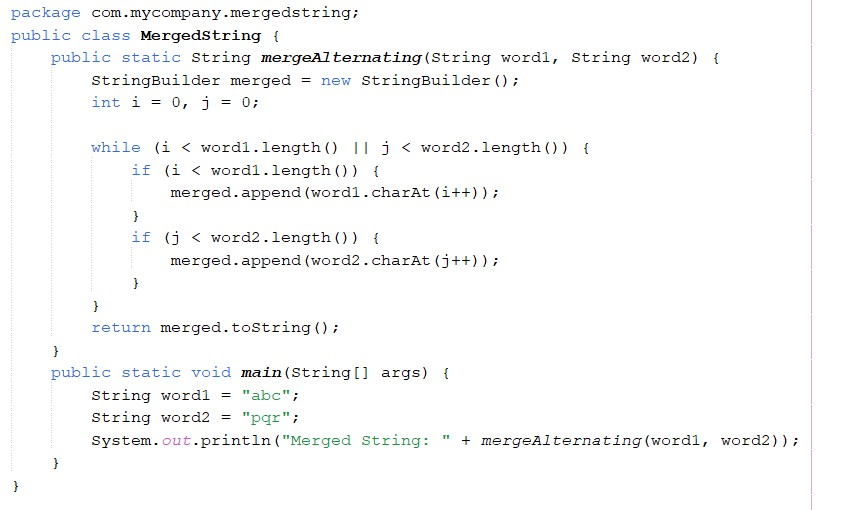 package com.mycompany.mergedstring;
public class MergedString {
public static String mergeAlternating(String word1, String word2) {
StringBuilder merged = new StringBuilder();
int i = 0, j = 0;
while (i < word1.length() || j < word2.length()) {
if (i < word1.length()) {
merged.append(word1.charAt(i++));
}
if (j < word2.length()) {
merged.append(word2.charAt(j++));
}
}
return merged.toString();
}
public static void main(String[] args) {
String word1 = "abc";
String word2 = "pqr";
System.out.println("Merged String: " + mergeAlternating(word1, word2));
}
}